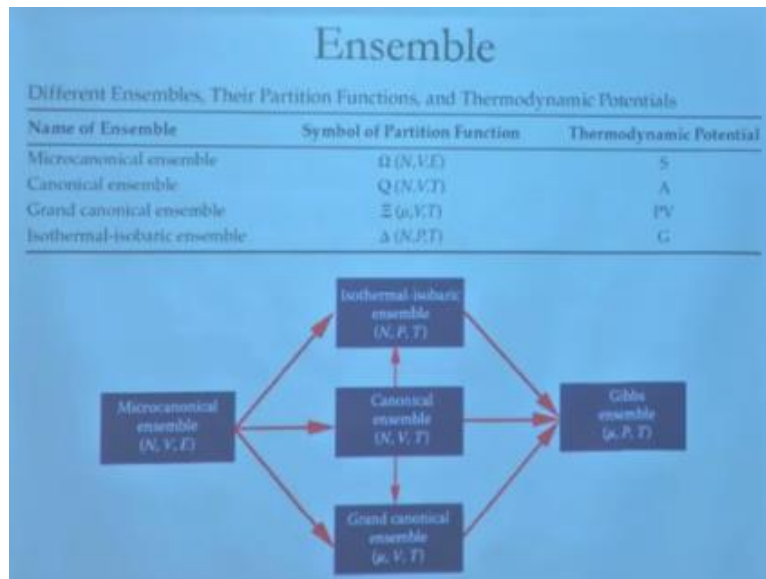 Ensemble
Different Ensembles, Their Partition Functions, and Thermodynamic Potentials
Name of Ensemble Symbol of Partition Function Thermodynamic Potential
Microcanonical ensemble Ω (N,V,E) S
Canonical ensemble Q (N,V,T) A
Grand canonical ensemble Ξ (μ,V,T) PV
Isothermal-isobaric ensemble Δ (N,P,T) G
Isothermal-isobaric
ensemble
(N, P, T)
Microcanonical
ensemble
(N, V, E)
Canonical
ensemble
(N, V, T)
Gibbs
ensemble
(μ, P, T)
Grand canonical
ensemble
(μ, V, T)